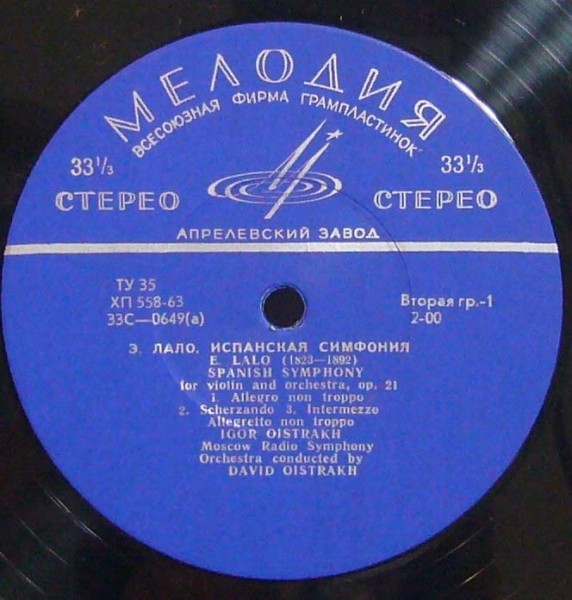 МЕЛОДИЯ
ВСЕСОЮЗНАЯ ФИРМА ГРАМПЛАСТИНОК
33⅓ 33⅓
СТЕРЕО СТЕРЕО
АПРЕЛЕВСКИЙ ЗАВОД
ТУ 35
ХП 558-63 Вторая гр.-1
33С—0649(а) 2-00
Э. ЛАЛО. ИСПАНСКАЯ СИМФОНИЯ
E. LALO (1823—1892)
SPANISH SYMPHONY
for violin and orchestra, op. 21
1. Allegro non troppo
2. Scherzando 3. Intermezzo
Allegretto non troppo
IGOR OISTRAKH
Moscow Radio Symphony
Orchestra conducted by
DAVID OISTRAKH